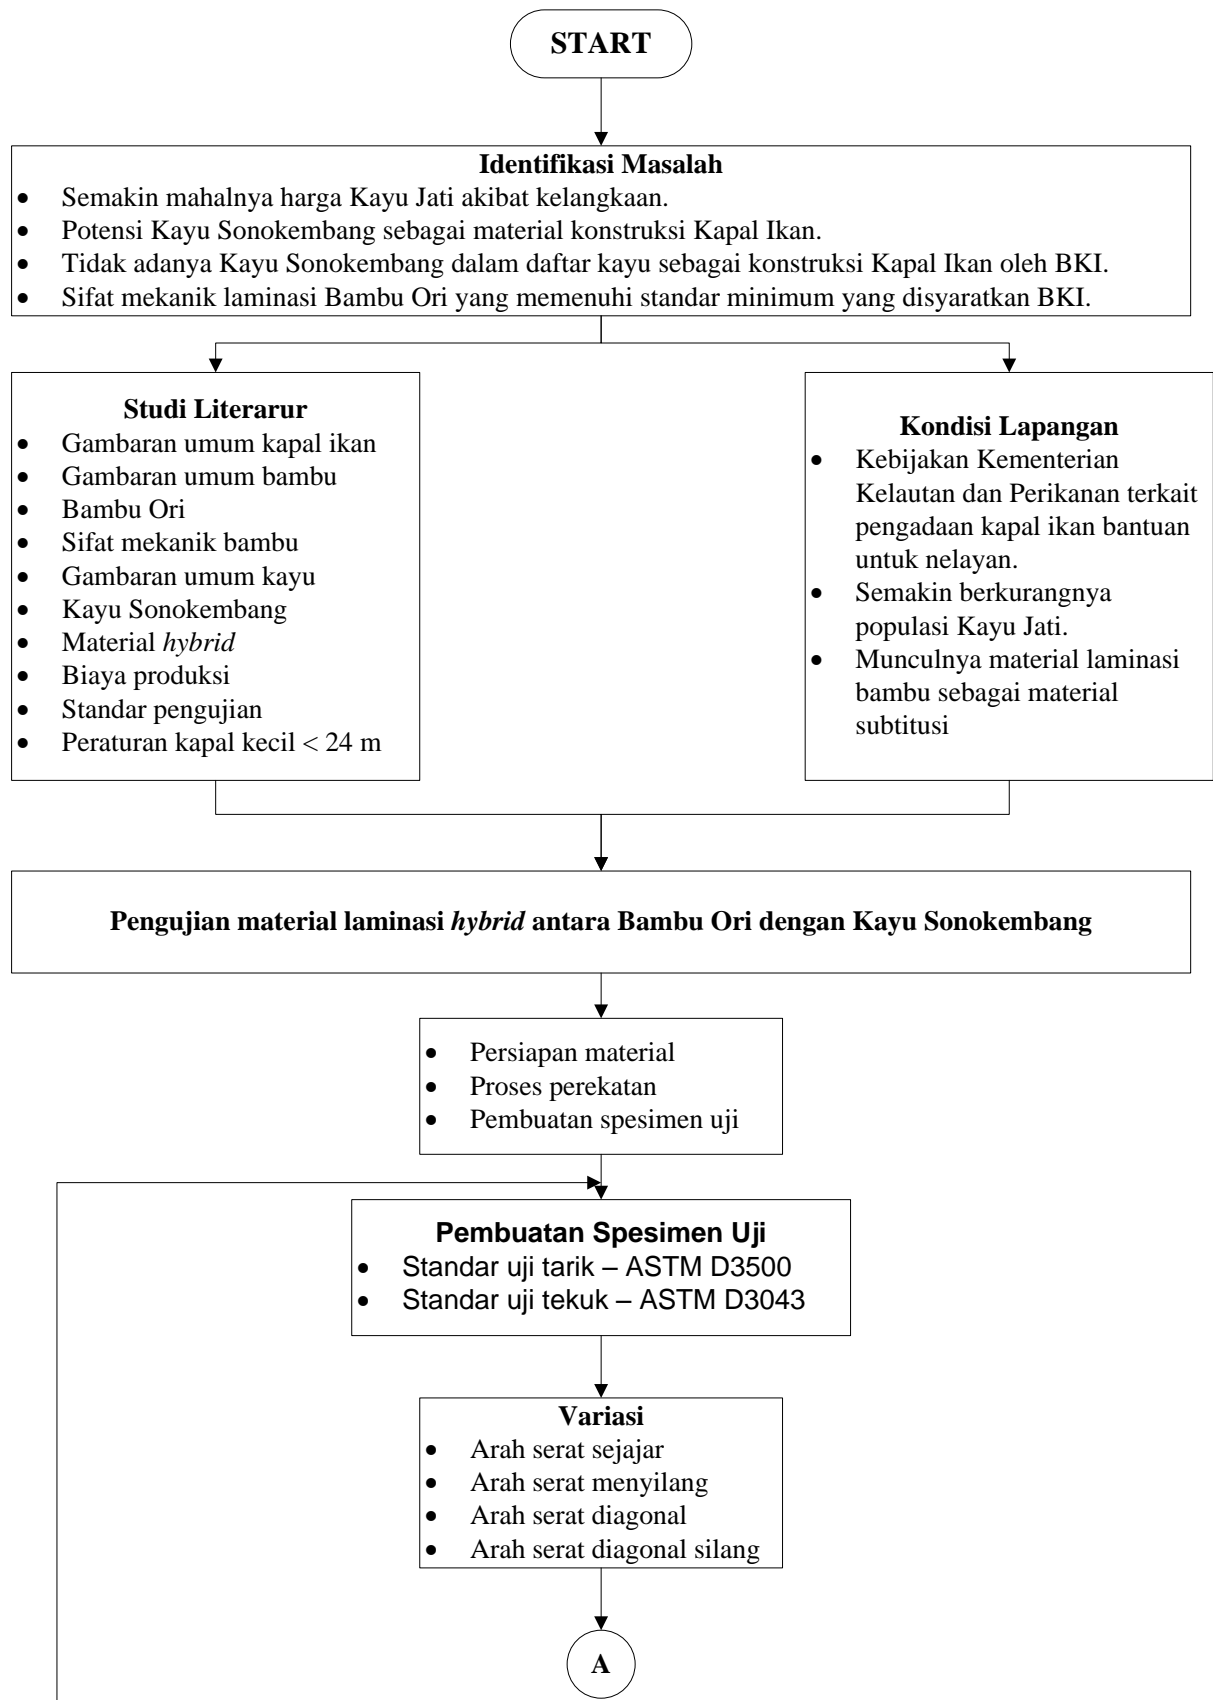 START
Identifikasi Masalah
• Semakin mahalnya harga Kayu Jati akibat kelangkaan.
• Potensi Kayu Sonokembang sebagai material konstruksi Kapal Ikan.
• Tidak adanya Kayu Sonokembang dalam daftar kayu sebagai konstruksi Kapal Ikan oleh BKI.
• Sifat mekanik laminasi Bambu Ori yang memenuhi standar minimum yang disyaratkan BKI.
Studi Literarur
• Gambaran umum kapal ikan
• Gambaran umum bambu
• Bambu Ori
• Sifat mekanik bambu
• Gambaran umum kayu
• Kayu Sonokembang
• Material hybrid
• Biaya produksi
• Standar pengujian
• Peraturan kapal kecil < 24 m
Kondisi Lapangan
• Kebijakan Kementerian
Kelautan dan Perikanan terkait
pengadaan kapal ikan bantuan
untuk nelayan.
• Semakin berkurangnya
populasi Kayu Jati.
• Munculnya material laminasi
bambu sebagai material
subtitusi
Pengujian material laminasi hybrid antara Bambu Ori dengan Kayu Sonokembang
• Persiapan material
• Proses perekatan
• Pembuatan spesimen uji
Pembuatan Spesimen Uji
• Standar uji tarik – ASTM D3500
• Standar uji tekuk – ASTM D3043
Variasi
• Arah serat sejajar
• Arah serat menyilang
• Arah serat diagonal
• Arah serat diagonal silang
A